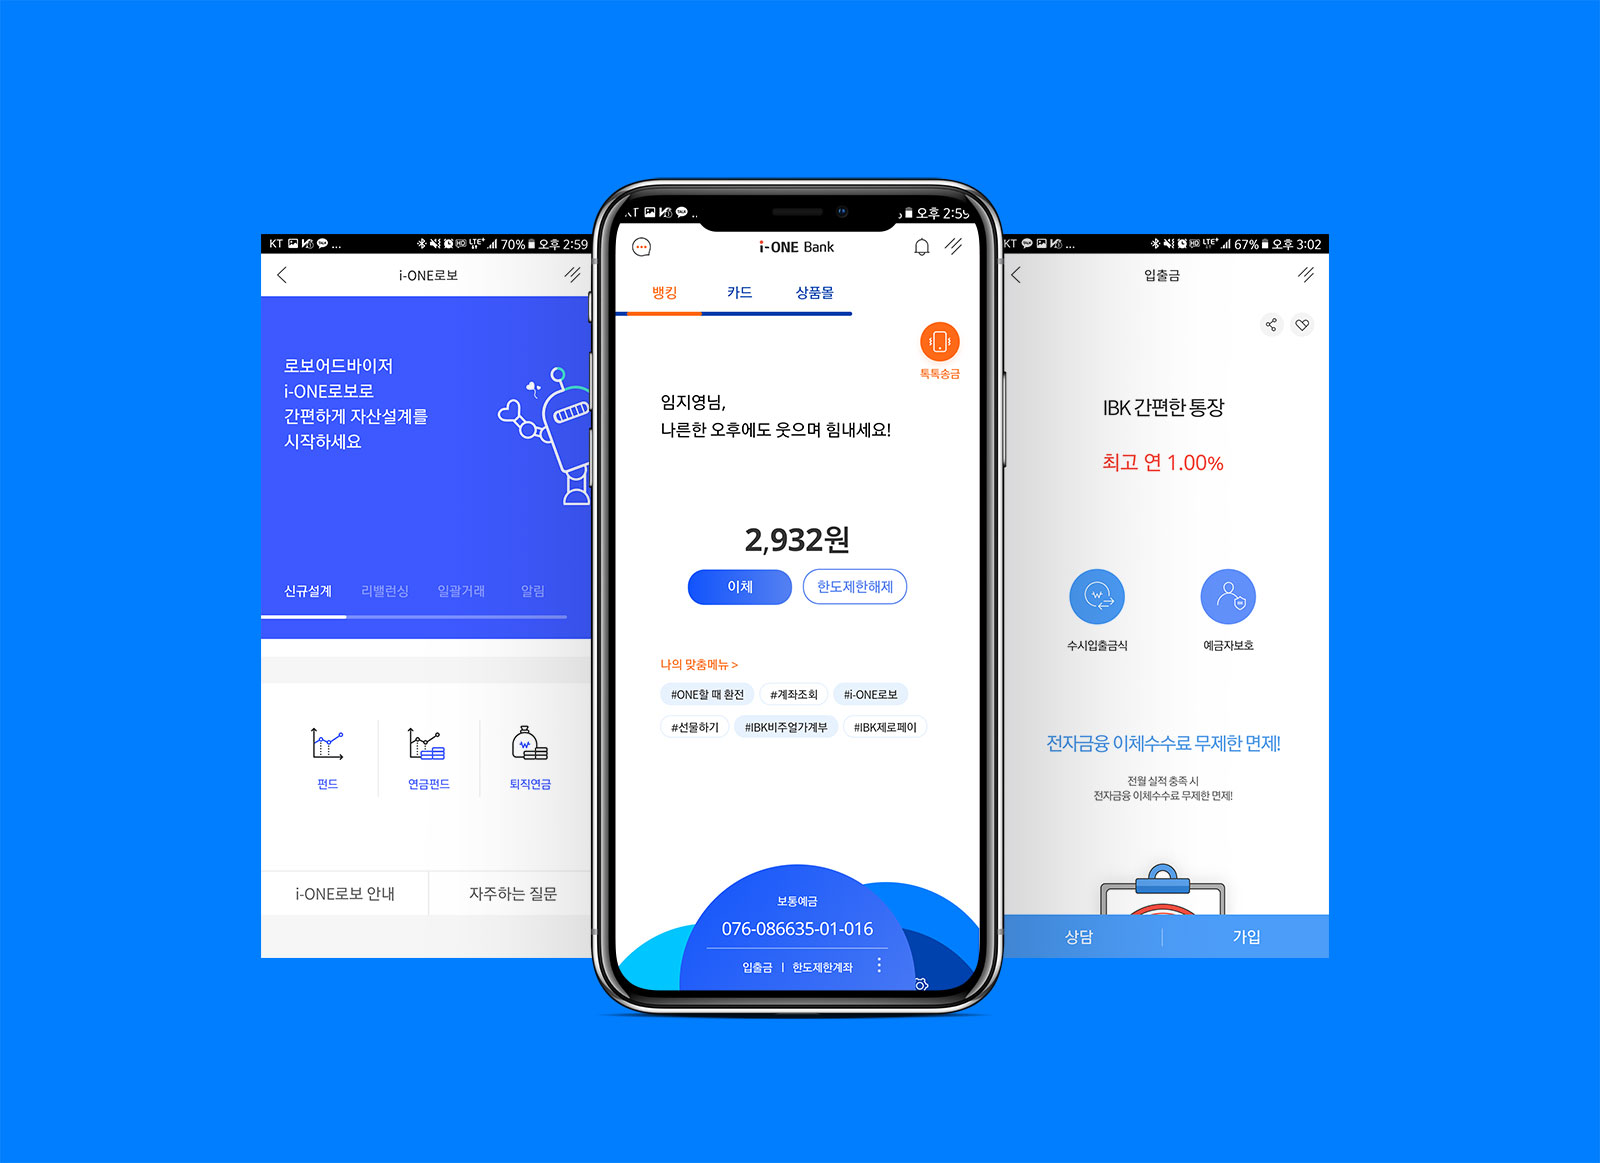 KT ...
70% 오후 2:59
i-ONE로보
로보어드바이저
i-ONE로보로
간편하게 자산설계를
시작하세요
신규설계 리밸런싱 일괄거래 알림
펀드 연금펀드 퇴직연금
i-ONE로보 안내 자주하는 질문
오후 2:59
i-ONE Bank
뱅킹 카드 상품몰
톡톡송금
임지영님,
나른한 오후에도 웃으며 힘내세요!
2,932원
이체 한도제한해제
나의 맞춤메뉴 >
#ONE할 때 환전 #계좌조회 #i-ONE로보
#선물하기 #IBK비주얼가계부 #IBK제로페이
보통예금
076-086635-01-016
입출금 | 한도제한계좌
KT ...
67% 오후 3:02
입출금
IBK 간편한 통장
최고 연 1.00%
수시입출금식 예금자보호
전자금융 이체수수료 무제한 면제!
전월 실적 충족 시
전자금융 이체수수료 무제한 면제!
상담 | 가입